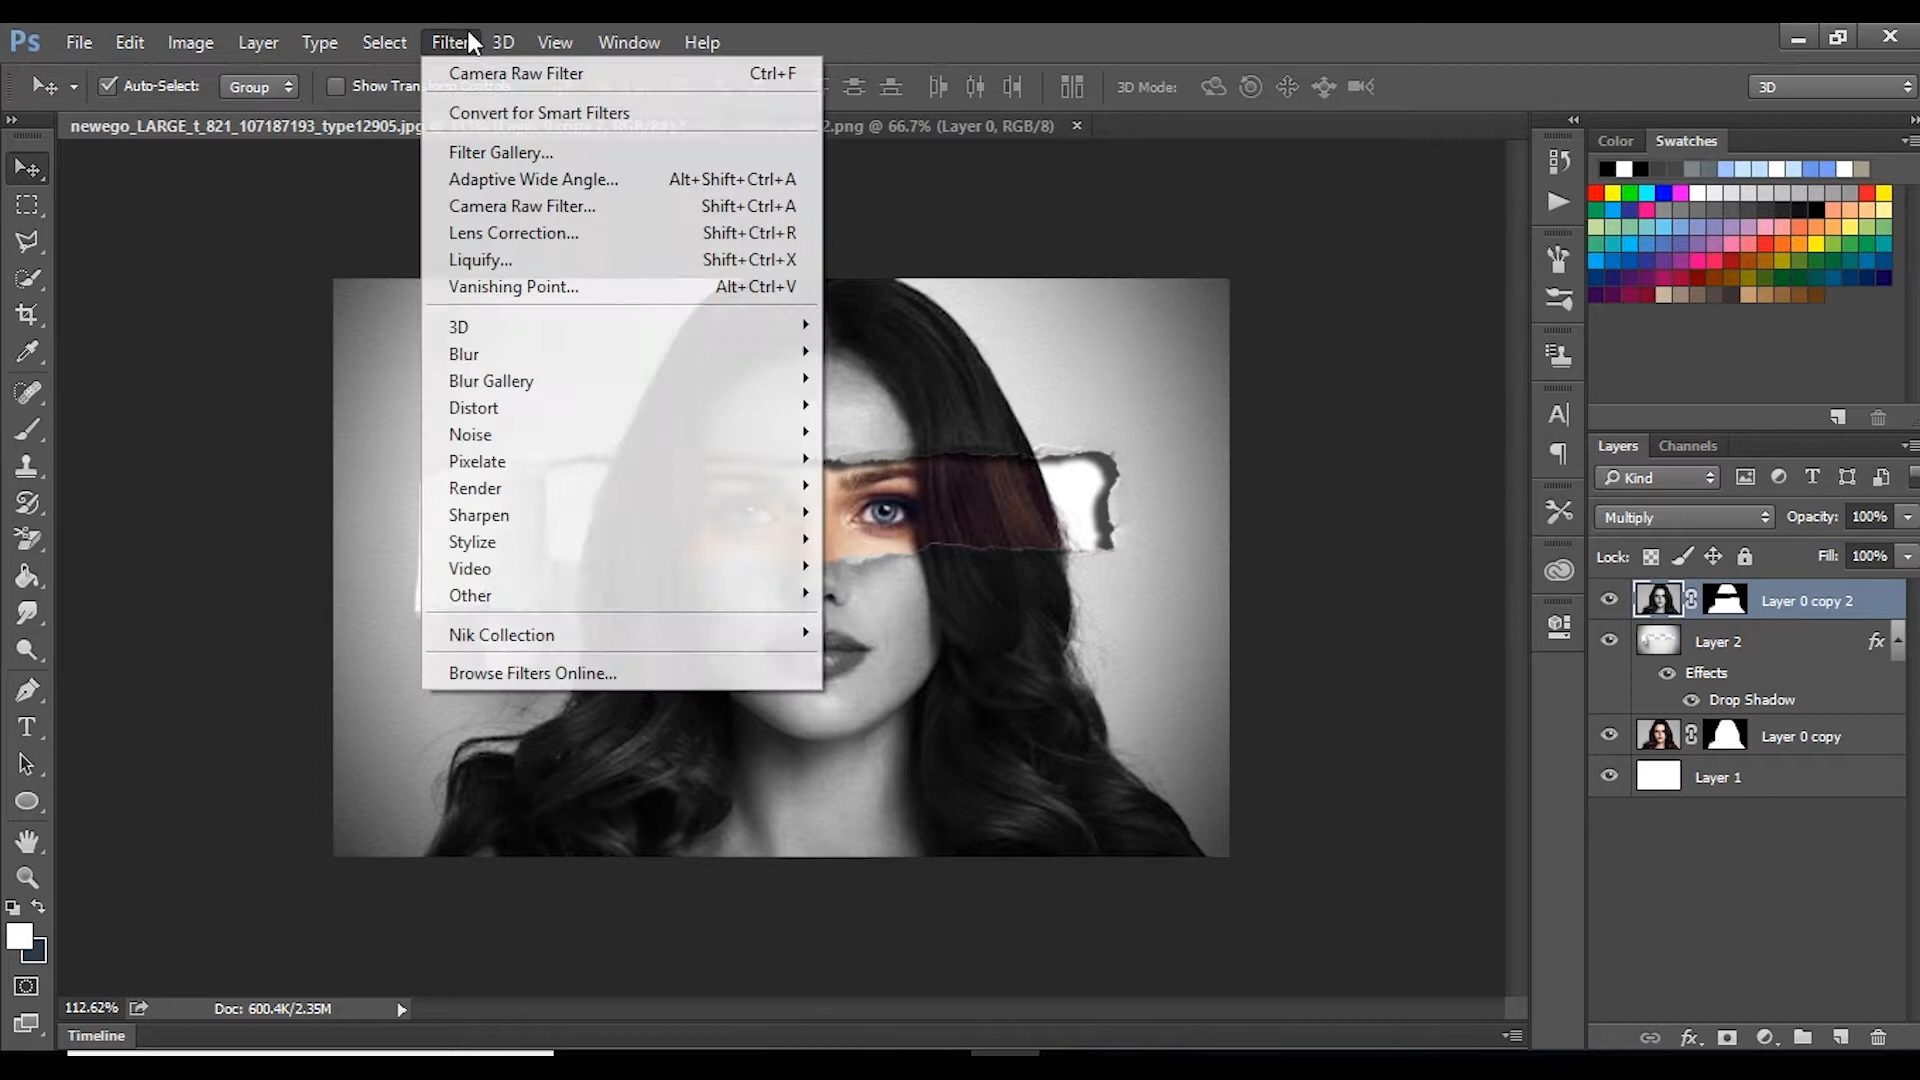 Ps File Edit Image Layer Type Select Filter 3D View Window Help
Auto-Select: Group Show Trans 3D Mode: 3D
newego_LARGE_t_821_107187193_type12905.jpg 2.png @ 66.7% (Layer 0, RGB/8) ×
Camera Raw Filter Ctrl+F
Convert for Smart Filters
Filter Gallery...
Adaptive Wide Angle... Alt+Shift+Ctrl+A
Camera Raw Filter... Shift+Ctrl+A
Lens Correction... Shift+Ctrl+R
Liquify... Shift+Ctrl+X
Vanishing Point... Alt+Ctrl+V
3D
Blur
Blur Gallery
Distort
Noise
Pixelate
Render
Sharpen
Stylize
Video
Other
Nik Collection
Browse Filters Online...
Color Swatches
Layers Channels
Kind
Multiply Opacity: 100%
Lock: Fill: 100%
Layer 0 copy 2
Layer 2 fx
Effects
Drop Shadow
Layer 0 copy
Layer 1
112.62% Doc: 600.4K/2.35M
Timeline